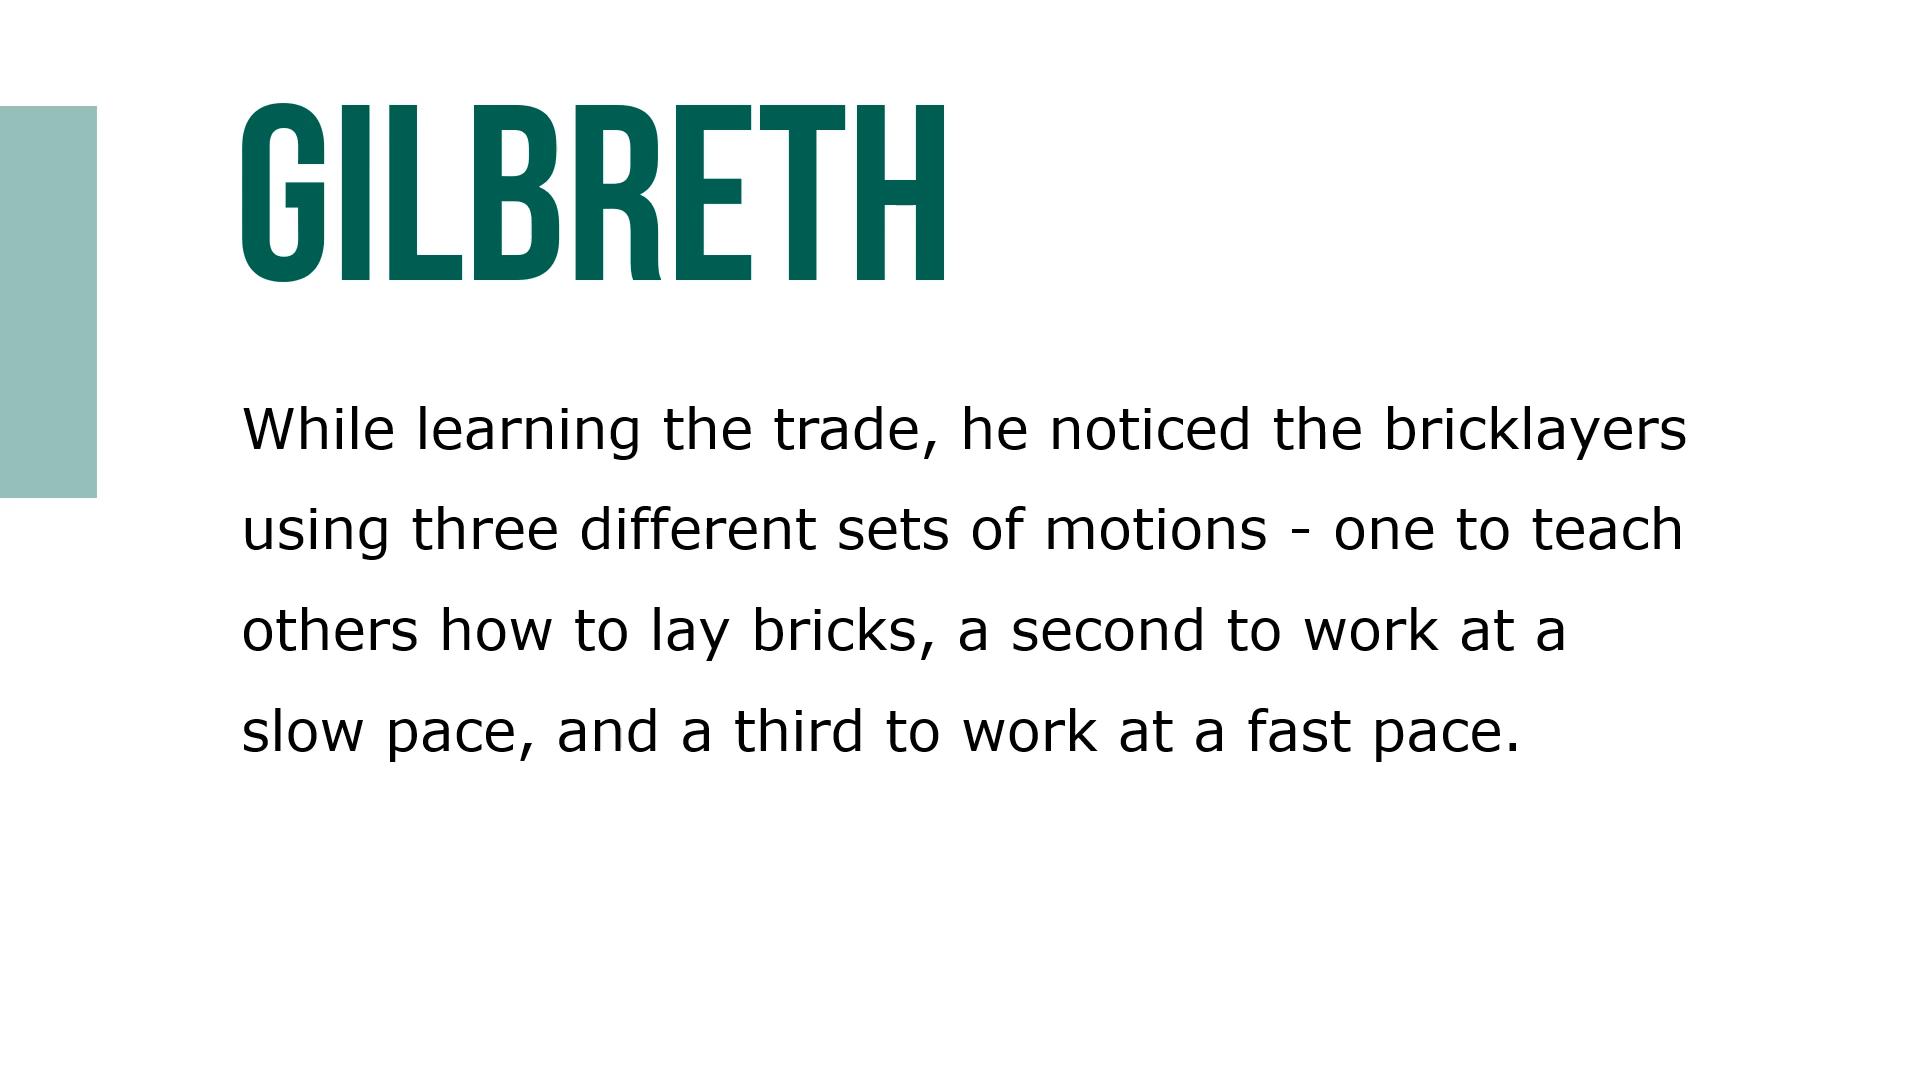 GILBRETH
While learning the trade, he noticed the bricklayers
using three different sets of motions - one to teach
others how to lay bricks, a second to work at a
slow pace, and a third to work at a fast pace.